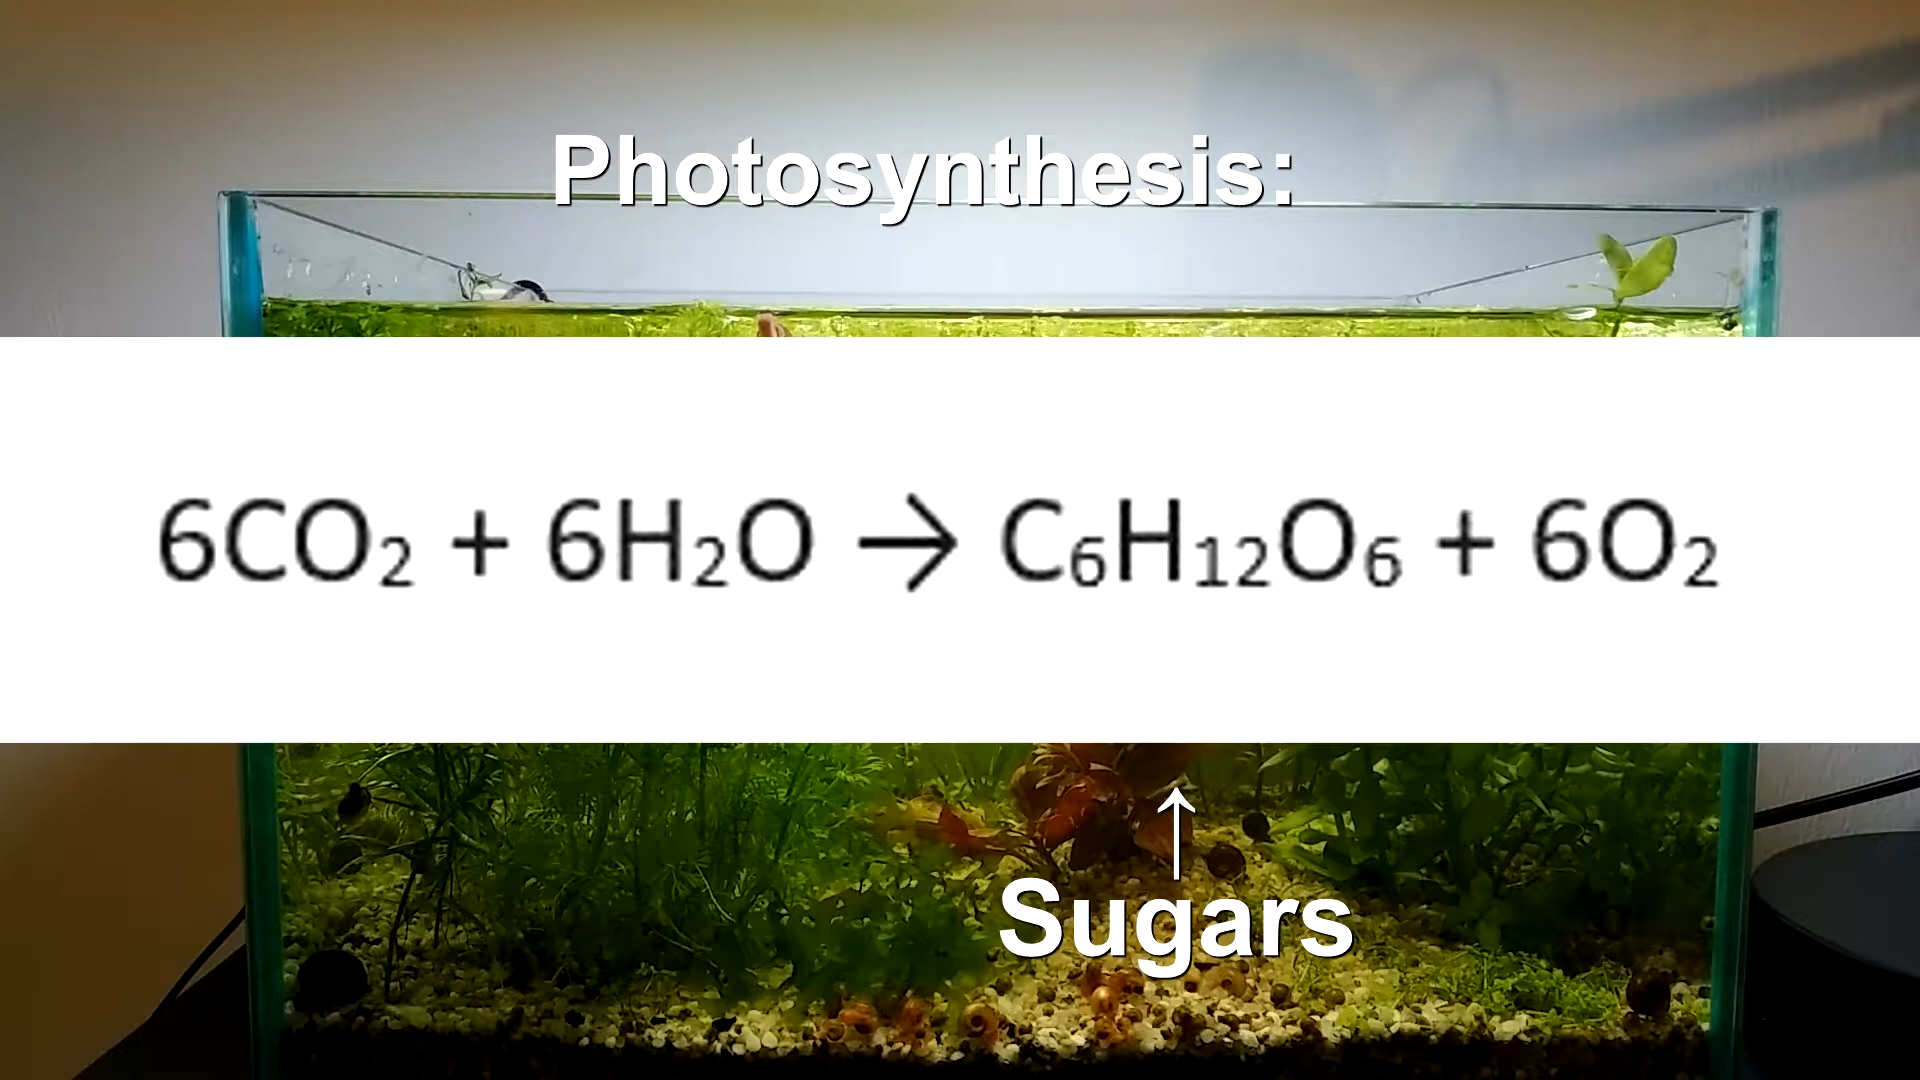 Photosynthesis:
6CO₂ + 6H₂O → C₆H₁₂O₆ + 6O₂
↑
Sugars